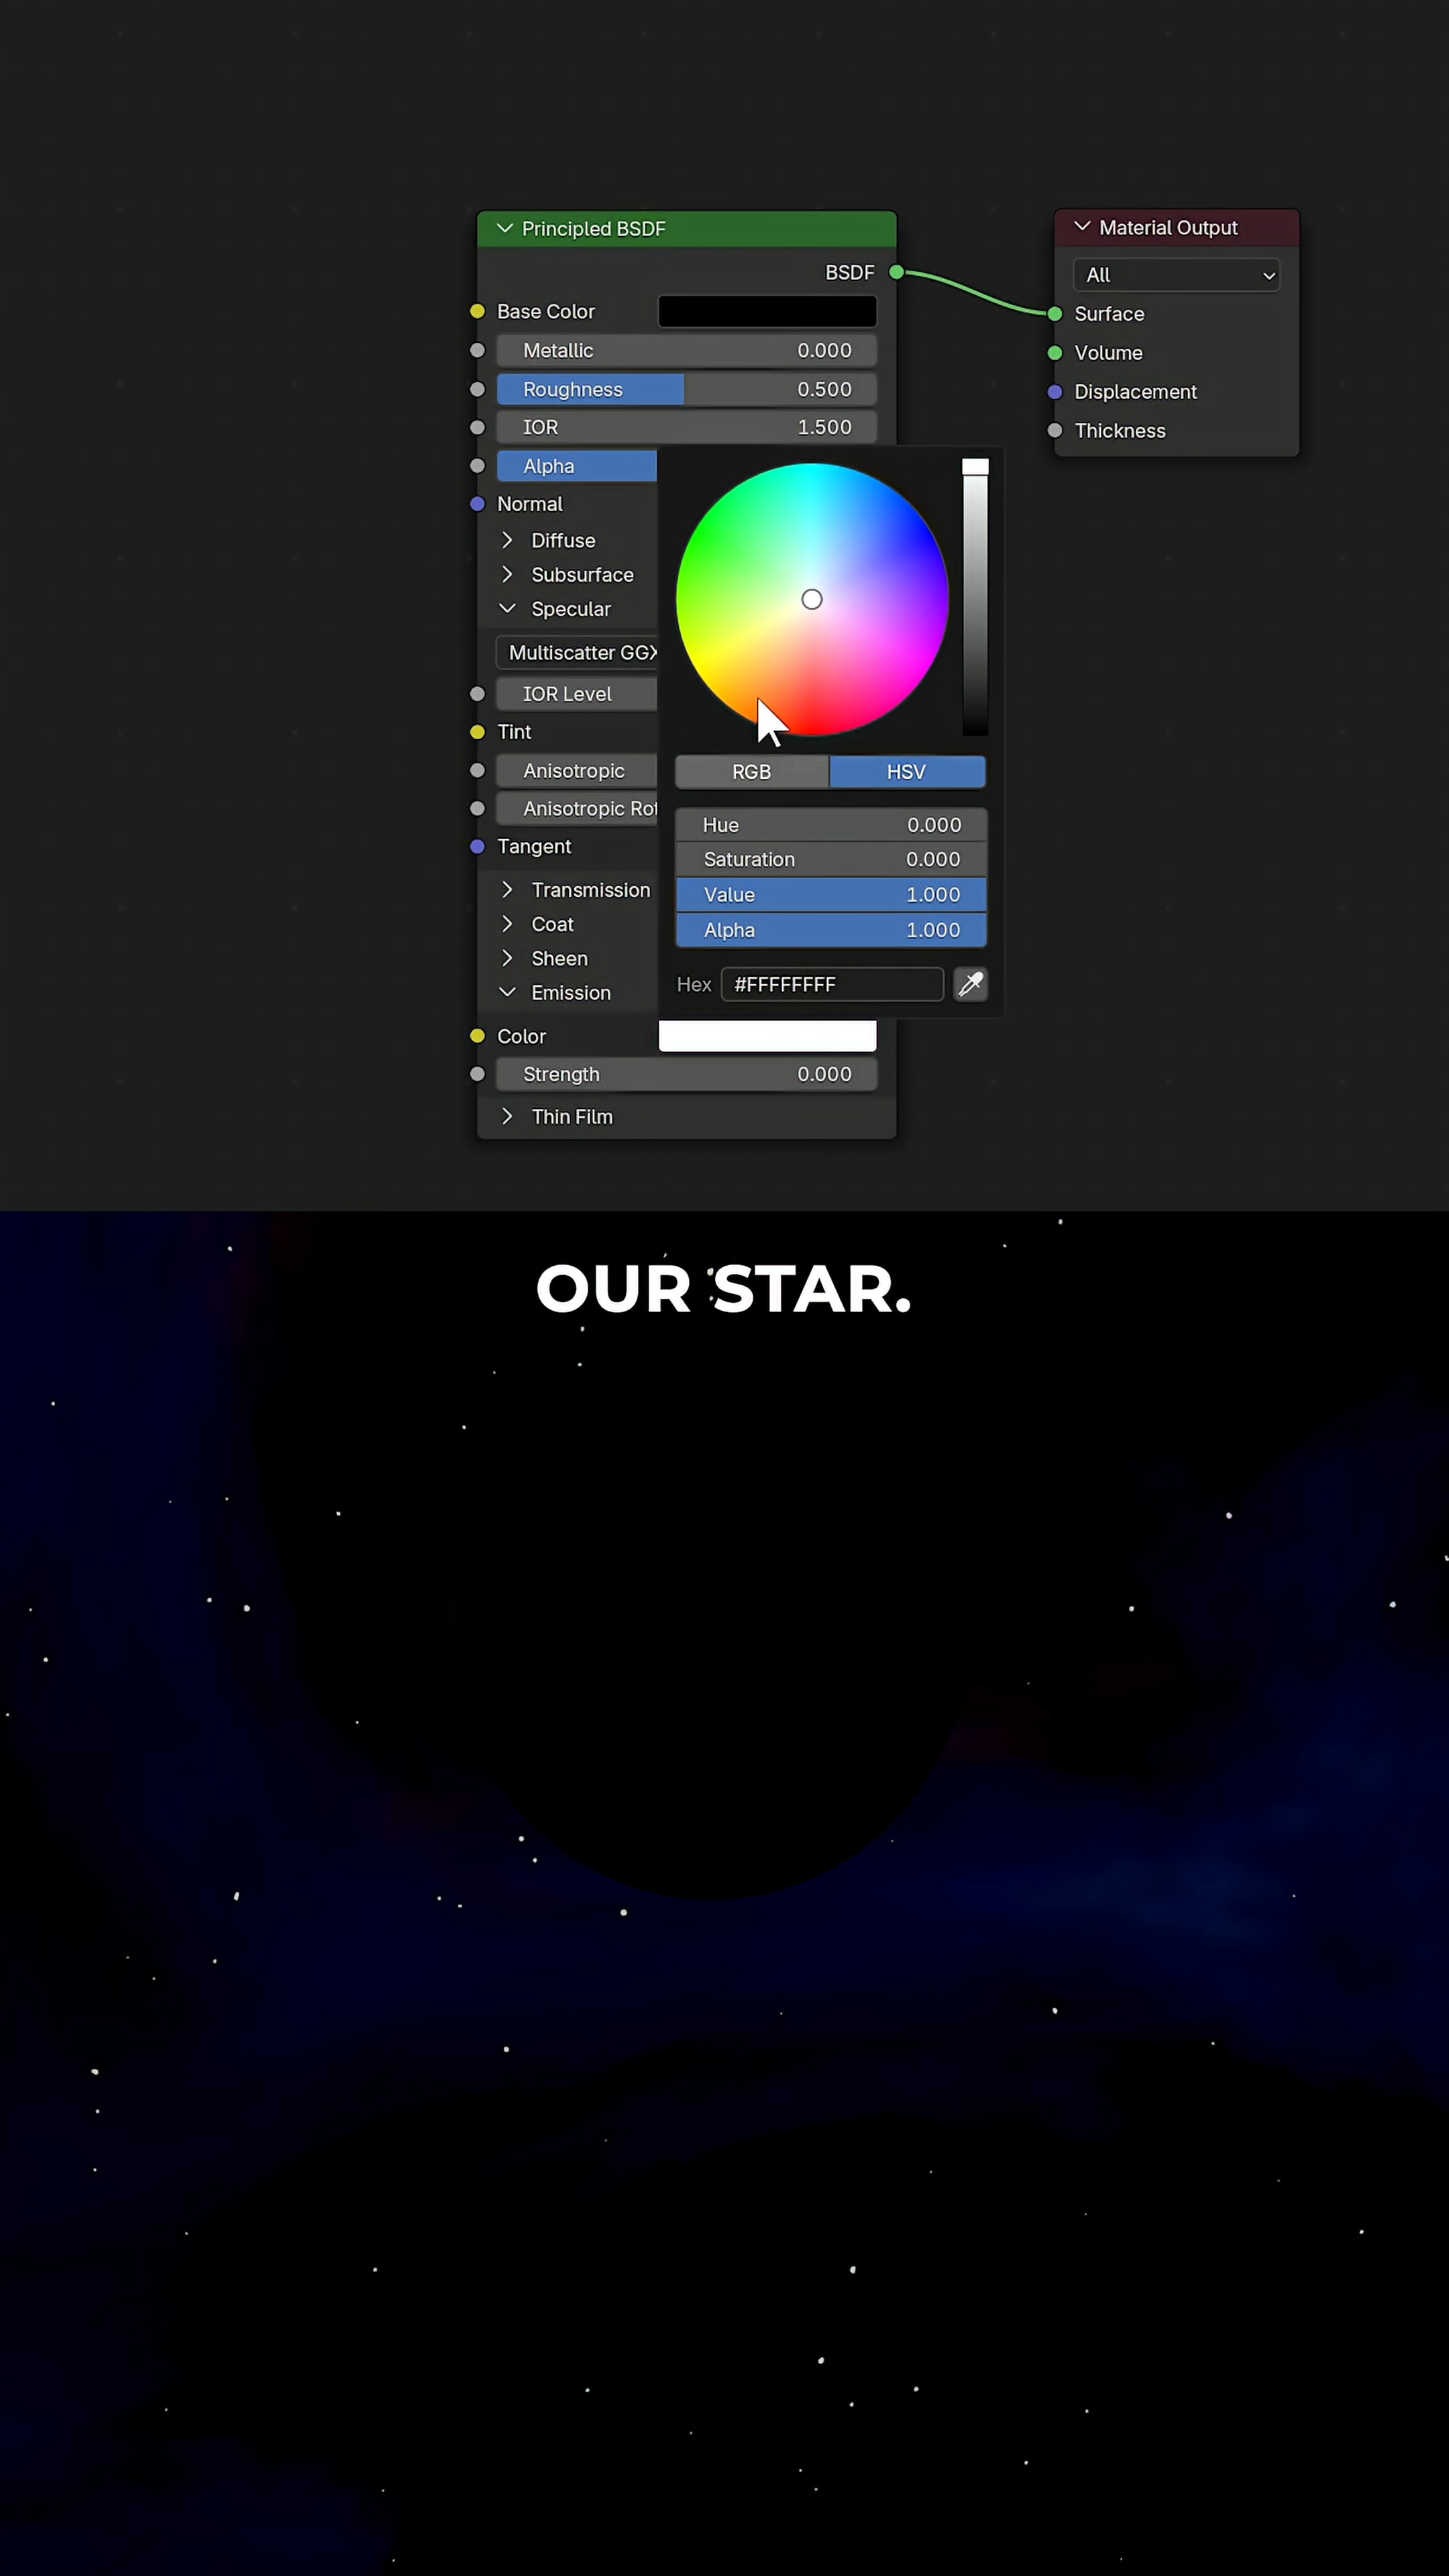 Principled BSDF
BSDF
Base Color
Metallic 0.000
Roughness 0.500
IOR 1.500
Alpha
Normal
Diffuse
Subsurface
Specular
Multiscatter GGX
IOR Level
Tint
Anisotropic
Anisotropic Rot
Tangent
Transmission
Coat
Sheen
Emission
Color
Strength 0.000
Thin Film
RGB HSV
Hue 0.000
Saturation 0.000
Value 1.000
Alpha 1.000
Hex #FFFFFFFF
Material Output
All
Surface
Volume
Displacement
Thickness
OUR STAR.